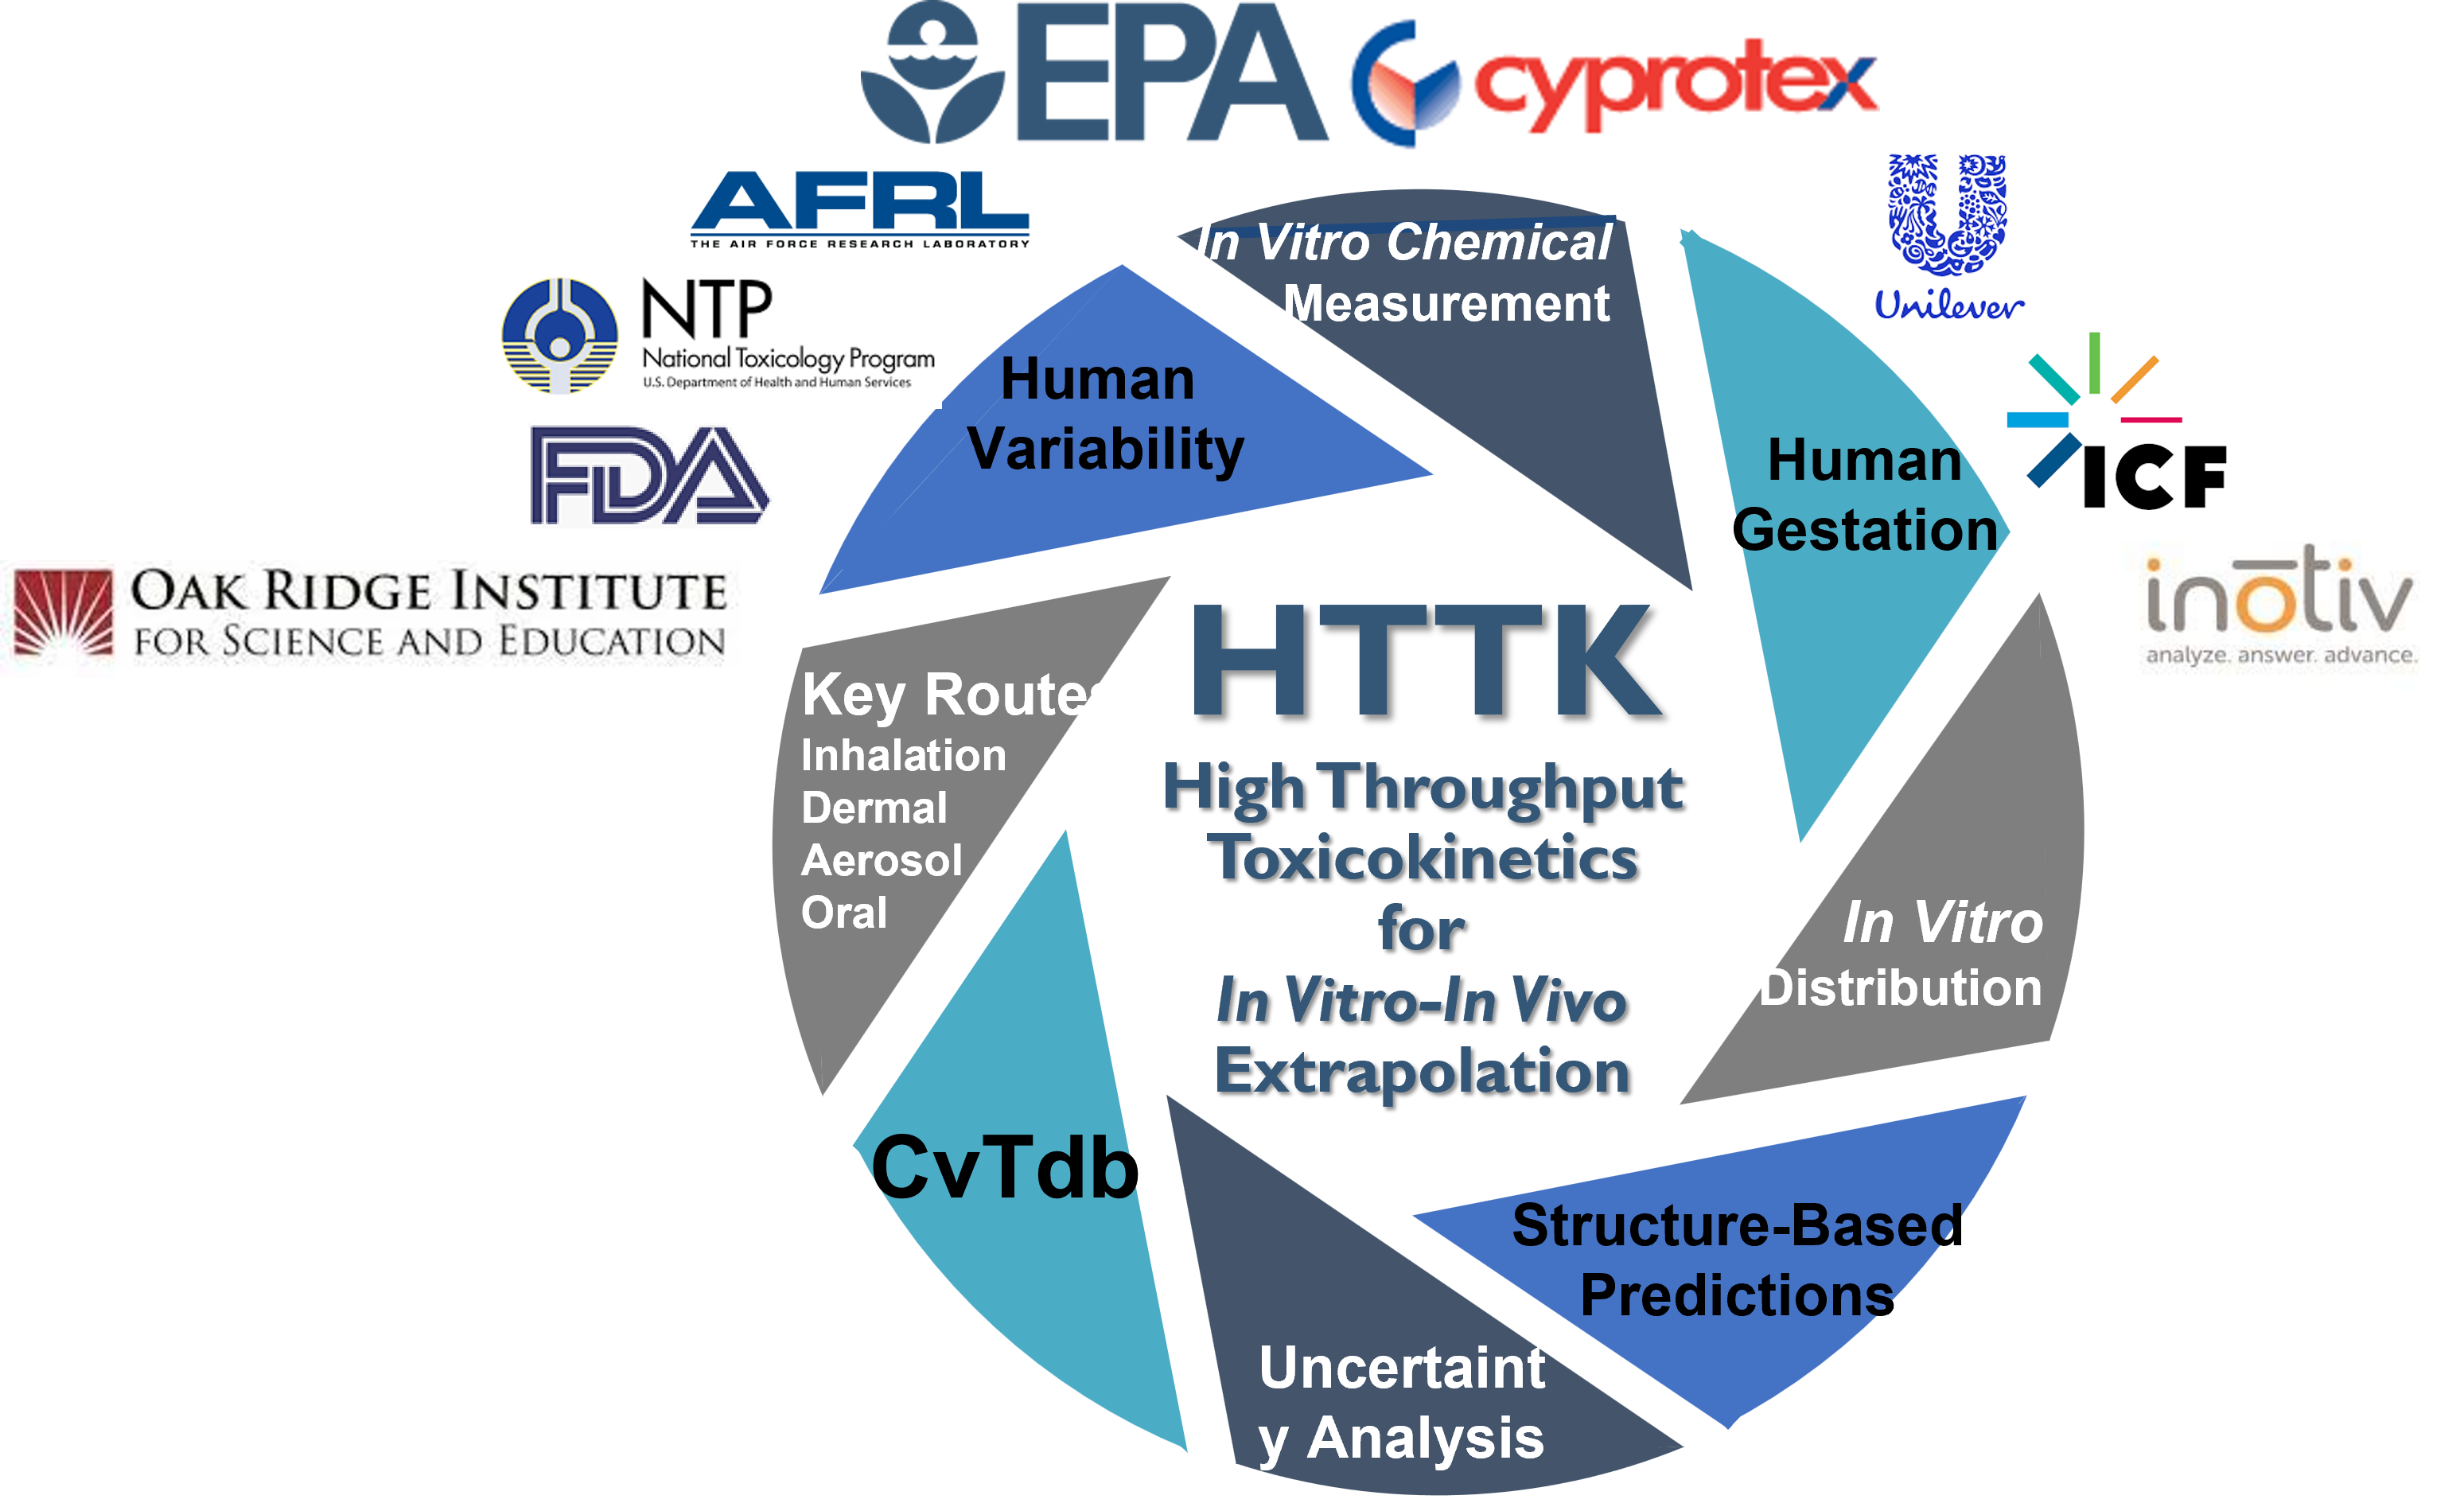 EPA
cyprotex
AFRL
THE AIR FORCE RESEARCH LABORATORY
Unilever
NTP
National Toxicology Program
U.S. Department of Health and Human Services
FDA
ICF
OAK RIDGE INSTITUTE
FOR SCIENCE AND EDUCATION
inōtiv
analyze. answer. advance.
In Vitro Chemical
Measurement
Human
Variability
Human
Gestation
Key Routes
Inhalation
Dermal
Aerosol
Oral
HTTK
High Throughput
Toxicokinetics
for
In Vitro-In Vivo
Extrapolation
In Vitro
Distribution
CvTdb
Structure-Based
Predictions
Uncertaint
y Analysis